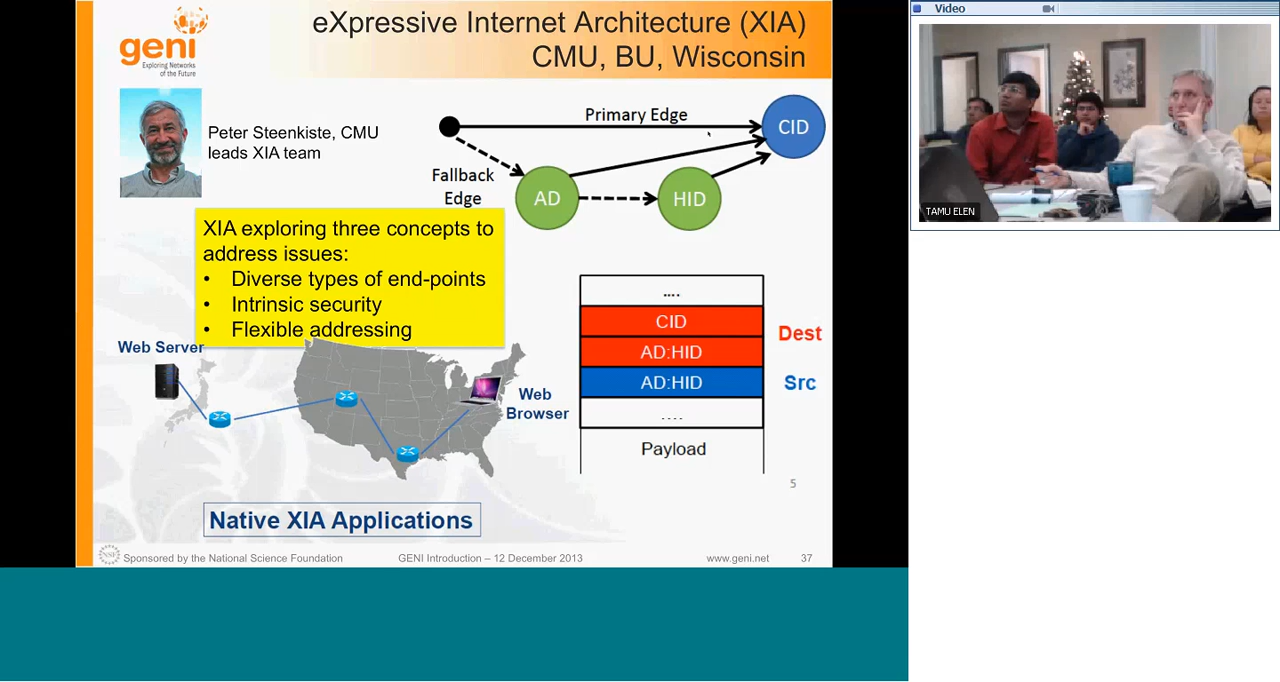 eXpressive Internet Architecture (XIA)
CMU, BU, Wisconsin
geni
Exploring Networks
of the Future
Peter Steenkiste, CMU
leads XIA team
Primary Edge
CID
Fallback
Edge
AD
HID
XIA exploring three concepts to
address issues:
• Diverse types of end-points
• Intrinsic security
• Flexible addressing
Web Server
Web
Browser
....
CID
AD:HID
AD:HID
....
Payload
Dest
Src
5
Native XIA Applications
NSF
Sponsored by the National Science Foundation
GENI Introduction – 12 December 2013
www.geni.net
37
Video
TAMU ELEN